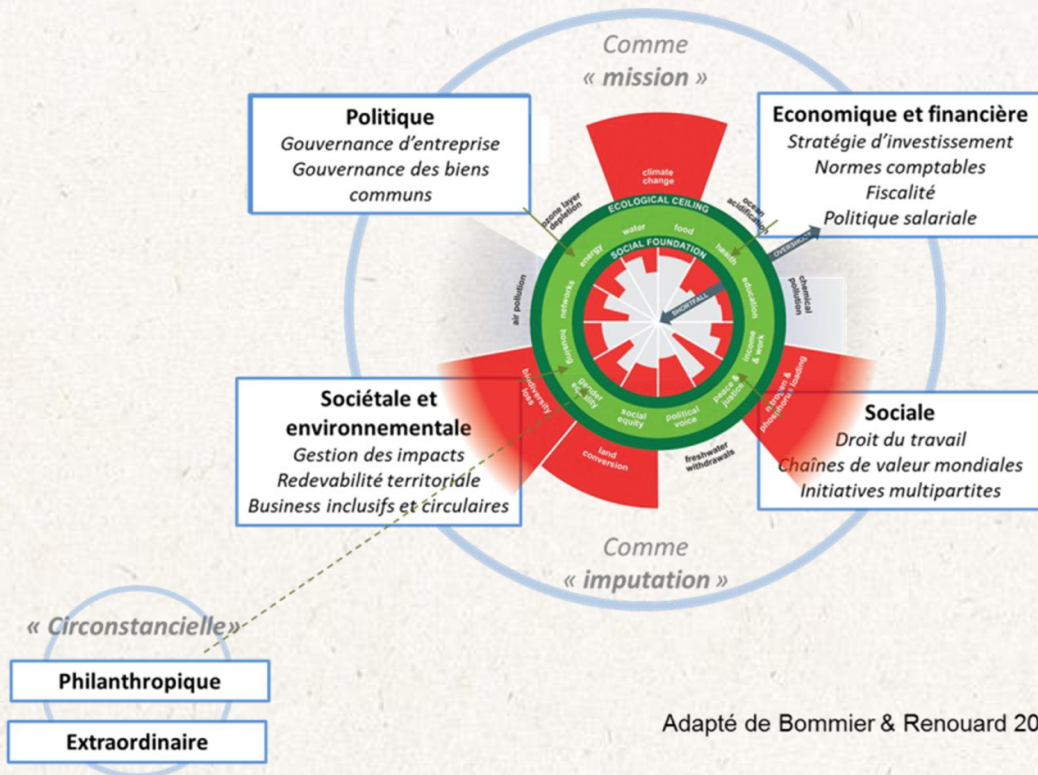 Comme
« mission »
Politique
Gouvernance d’entreprise
Gouvernance des biens
communs
Economique et financière
Stratégie d’investissement
Normes comptables
Fiscalité
Politique salariale
climate
change
ozone layer
depletion
ECOLOGICAL CEILING
ocean
acidification
energy
water
food
health
SOCIAL FOUNDATION
OVERSHOOT
air pollution
networks
SHORTFALL
education
chemical
pollution
housing
income
& work
gender
equality
social
equity
political
voice
peace &
justice
biodiversity
loss
land
conversion
freshwater
withdrawals
phosphorus loading
Sociétale et
environnementale
Gestion des impacts
Redevabilité territoriale
Business inclusifs et circulaires
Sociale
Droit du travail
Chaînes de valeur mondiales
Initiatives multipartites
Comme
« imputation »
« Circonstancielle»
Philanthropique
Extraordinaire
Adapté de Bommier & Renouard 20